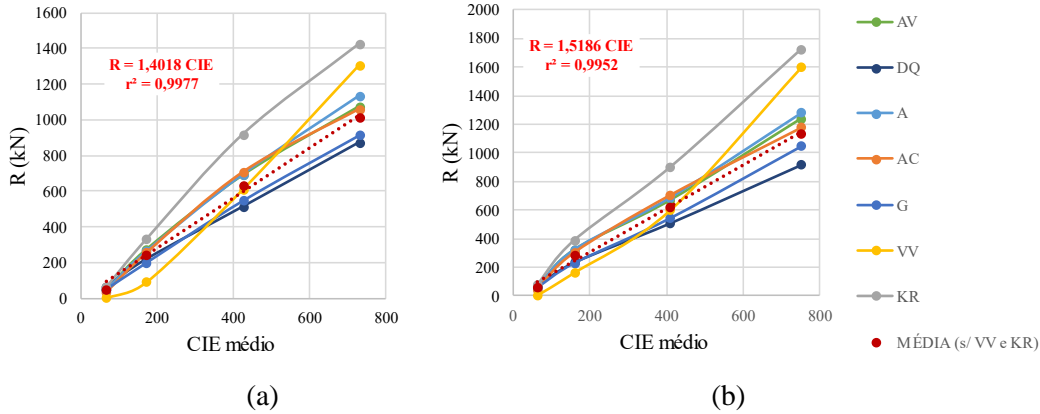 R (kN)
1600
1400
1200
1000
800
600
400
200
0
R = 1,4018 CIE
r² = 0,9977
0 200 400 600 800
CIE médio
(a)
R (kN)
2000
1800
1600
1400
1200
1000
800
600
400
200
0
R = 1,5186 CIE
r² = 0,9952
0 200 400 600 800
CIE médio
(b)
AV
DQ
A
AC
G
VV
KR
MÉDIA (s/ VV e KR)